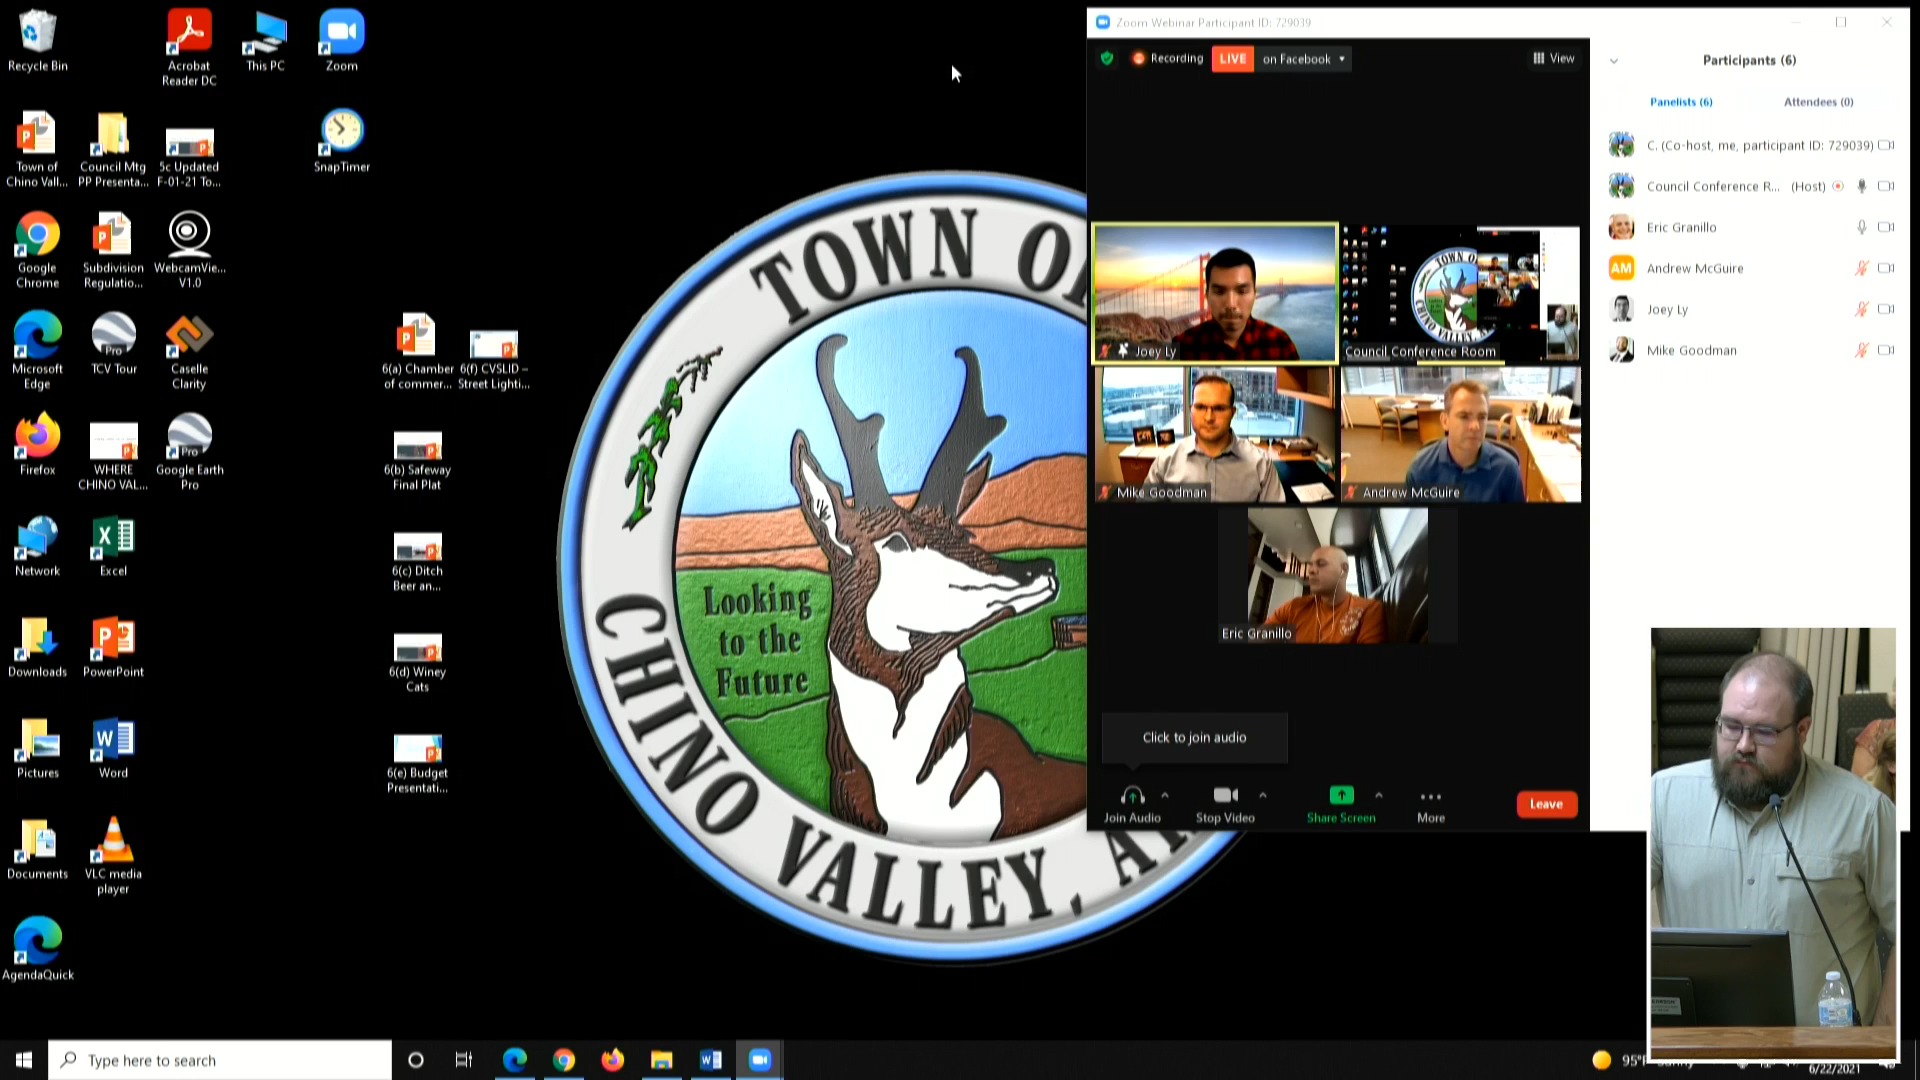 Recycle Bin
Acrobat
Reader DC
This PC
Zoom
Town of
Chino Vall...
Council Mtg
PP Presenta...
5c Updated
F-01-21 To...
SnapTimer
Google
Chrome
Subdivision
Regulatio...
WebcamVie...
V1.0
Microsoft
Edge
Pro
TCV Tour
Caselle
Clarity
6(a) Chamber
of commer...
6(f) CVSLID –
Street Lighti...
Firefox
WHERE
CHINO VAL...
Pro
Google Earth
Pro
6(b) Safeway
Final Plat
Network
Excel
6(c) Ditch
Beer an...
Downloads
PowerPoint
6(d) Winey
Cats
Pictures
Word
6(e) Budget
Presentati...
Documents
VLC media
player
AgendaQuick
TOWN O
CHINO VALLEY, A
Looking
to the
Future
Zoom Webinar Participant ID: 729039
Recording
LIVE
on Facebook
View
Joey Ly
Council Conference Room
Mike Goodman
Andrew McGuire
Eric Granillo
Click to join audio
Join Audio
Stop Video
Share Screen
More
Leave
Participants (6)
Panelists (6)
Attendees (0)
C. (Co-host, me, participant ID: 729039)
Council Conference R... (Host)
Eric Granillo
AM
Andrew McGuire
Joey Ly
Mike Goodman
Type here to search
95°F
6/22/2021